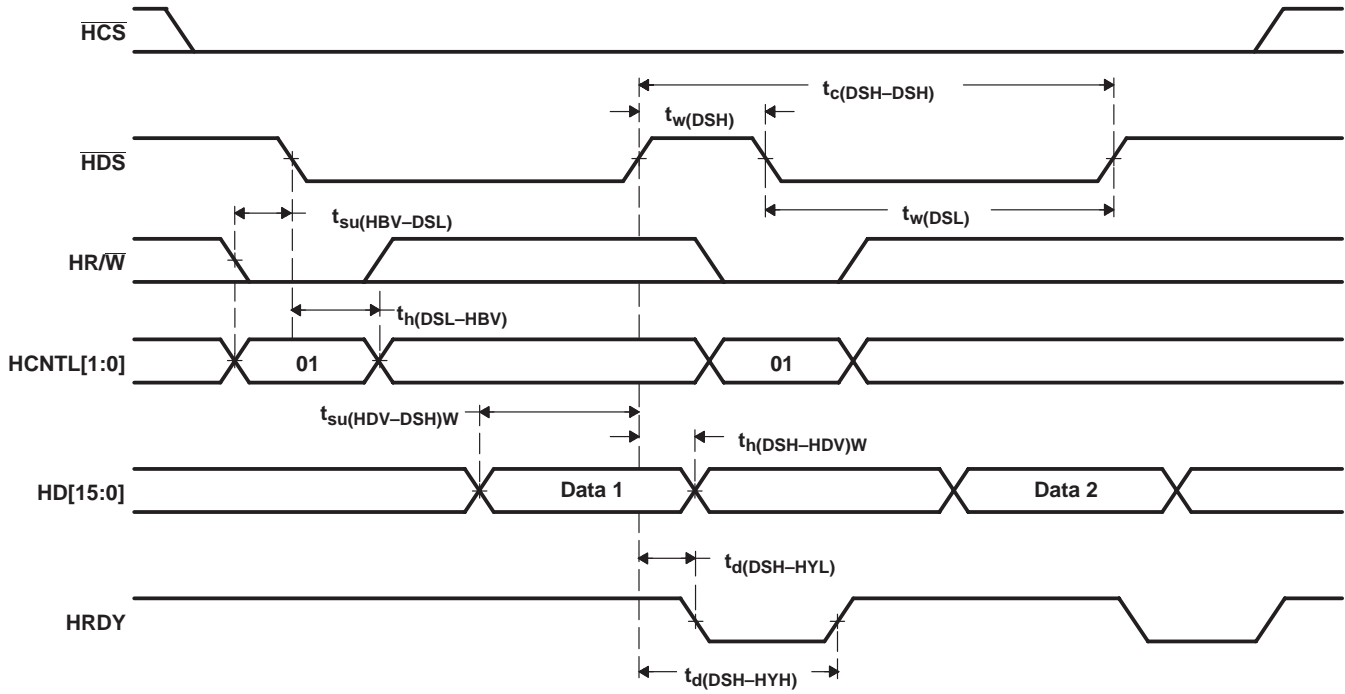 HCS
tc(DSH–DSH)
tw(DSH)
HDS
tsu(HBV–DSL)
tw(DSL)
HR/W
th(DSL–HBV)
HCNTL[1:0]
01
01
tsu(HDV–DSH)W
th(DSH–HDV)W
HD[15:0]
Data 1
Data 2
td(DSH–HYL)
HRDY
td(DSH–HYH)